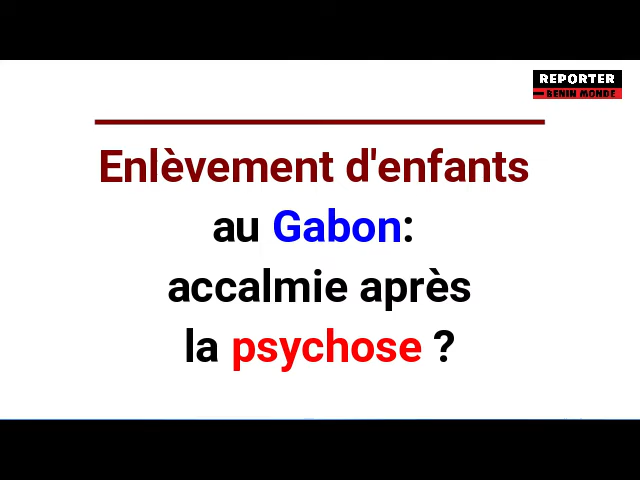 REPORTER
BENIN MONDE
Enlèvement d'enfants
au Gabon:
accalmie après
la psychose ?